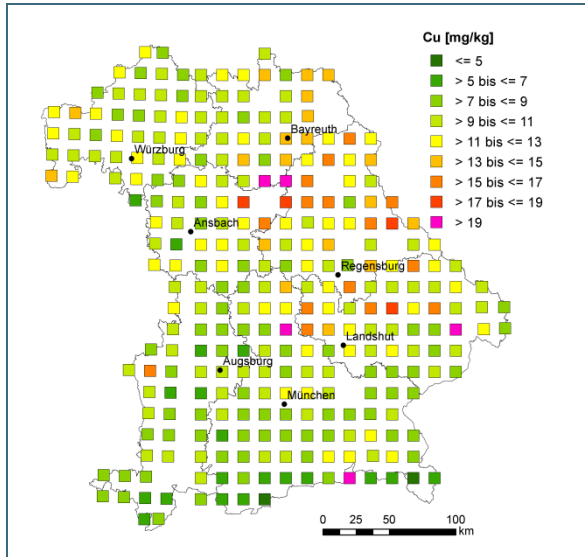 Cu [mg/kg]
<= 5
> 5 bis <= 7
> 7 bis <= 9
> 9 bis <= 11
> 11 bis <= 13
> 13 bis <= 15
> 15 bis <= 17
> 17 bis <= 19
> 19
Bayreuth
Würzburg
Ansbach
Regensburg
Landshut
Augsburg
München
0 25 50 100
km